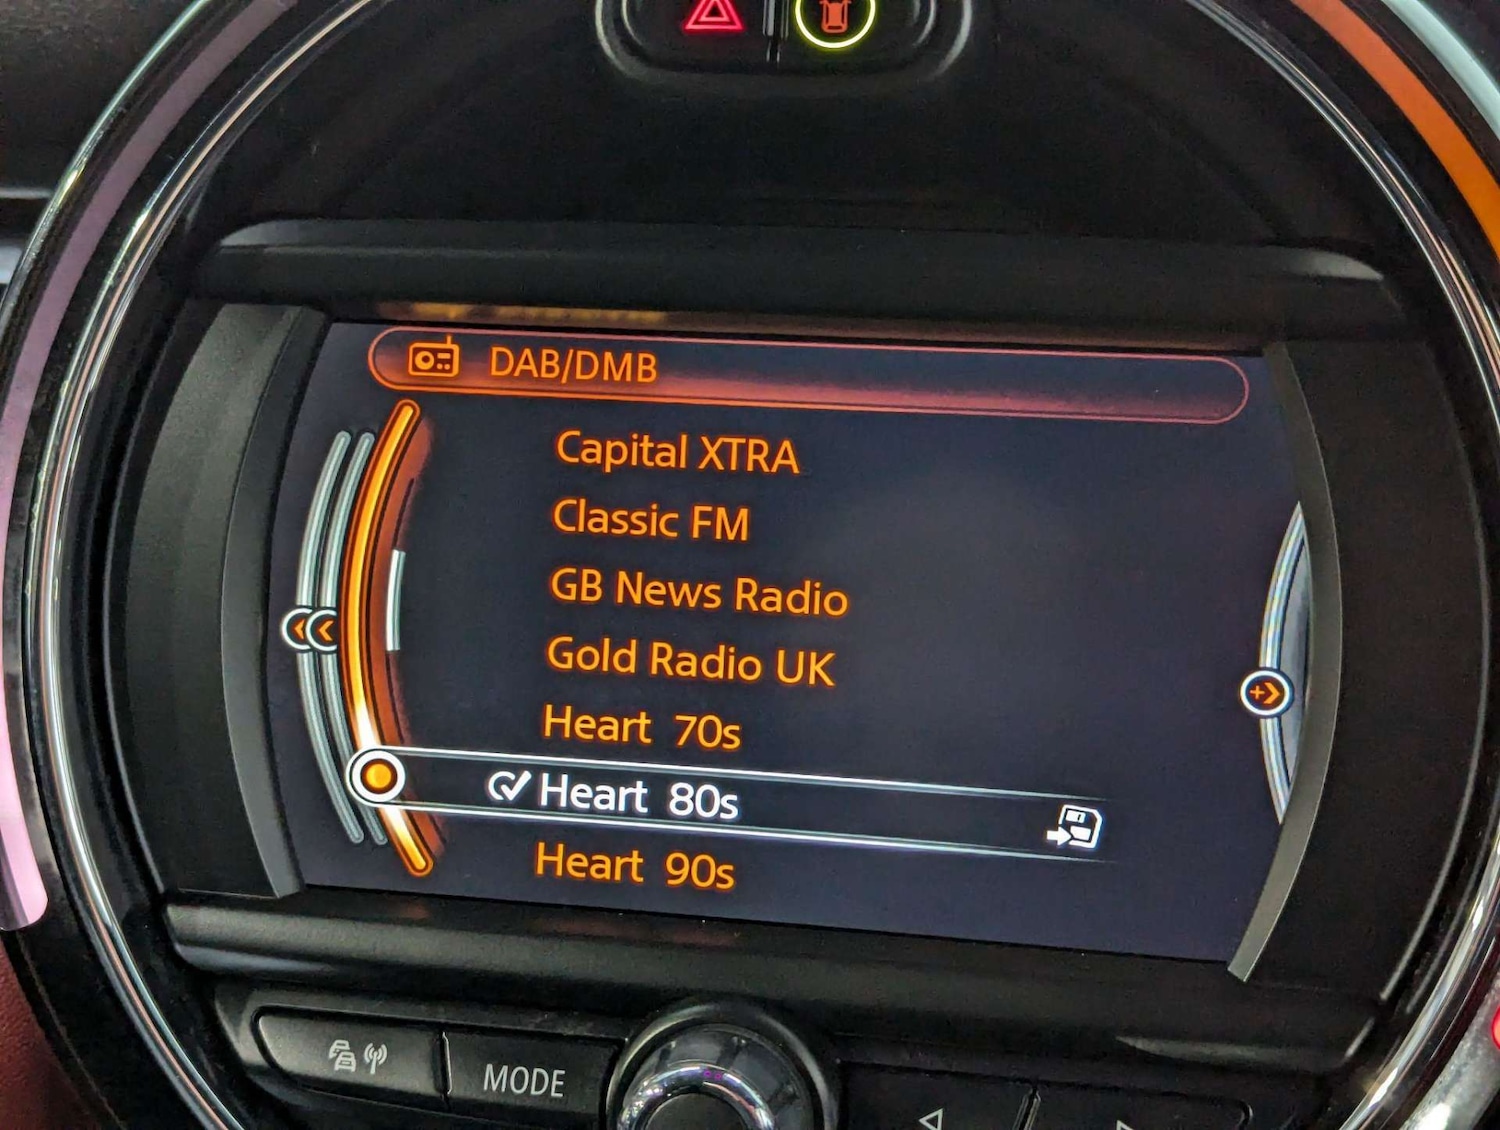 DAB/DMB
Capital XTRA
Classic FM
GB News Radio
Gold Radio UK
Heart 70s
Heart 80s
Heart 90s
MODE